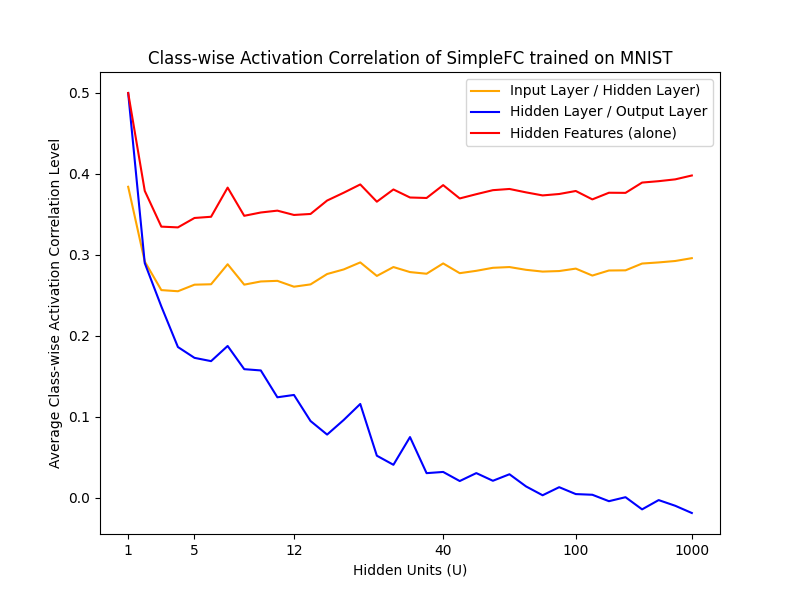 Class-wise Activation Correlation of SimpleFC trained on MNIST
Input Layer / Hidden Layer)
Hidden Layer / Output Layer
Hidden Features (alone)
Average Class-wise Activation Correlation Level
0.5
0.4
0.3
0.2
0.1
0.0
1 5 12 40 100 1000
Hidden Units (U)